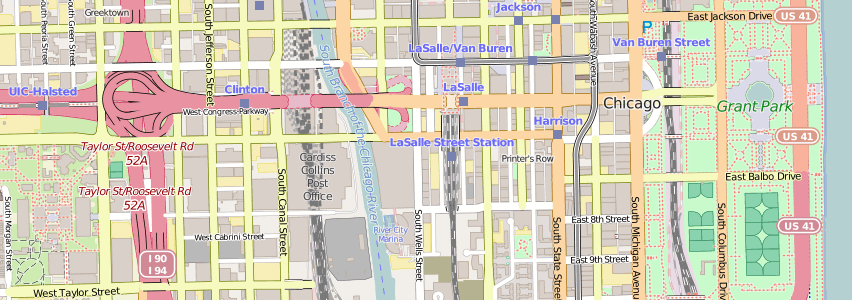 Greektown
Jackson
East Jackson Drive
US 41
P
South Peoria Street
South Green Street
South Jefferson Street
LaSalle/Van Buren
Van Buren Street
South Wabash Avenue
UIC-Halsted
Clinton
LaSalle
Chicago
Grant Park
West Congress Parkway
South Branch of the Chicago River
Harrison
US 41
Taylor St/Roosevelt Rd
52A
LaSalle Street Station
Printer's Row
Cardiss
Collins
Post
Office
East Balbo Drive
Taylor St/Roosevelt Rd
52A
South Morgan Street
South Canal Street
South Wells Street
South State Street
South Michigan Avenue
South Columbus Drive
East 8th Street
US 41
River City
Marina
West Cabrini Street
I 90
I 94
East 9th Street
West Taylor Street